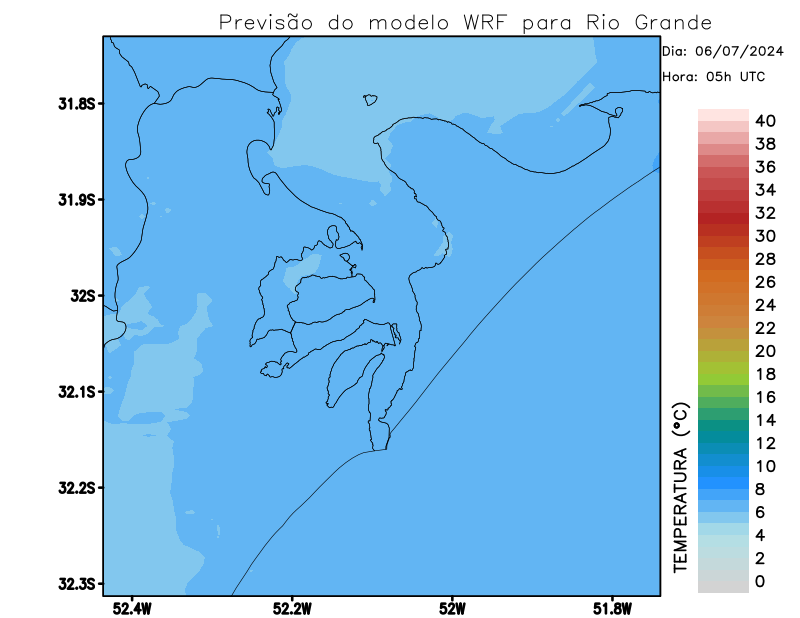 Previsão do modelo WRF para Rio Grande
Dia: 06/07/2024
Hora: 05h UTC
31.8S
31.9S
32S
32.1S
32.2S
32.3S
52.4W
52.2W
52W
51.8W
TEMPERATURA (°C)
40
38
36
34
32
30
28
26
24
22
20
18
16
14
12
10
8
6
4
2
0